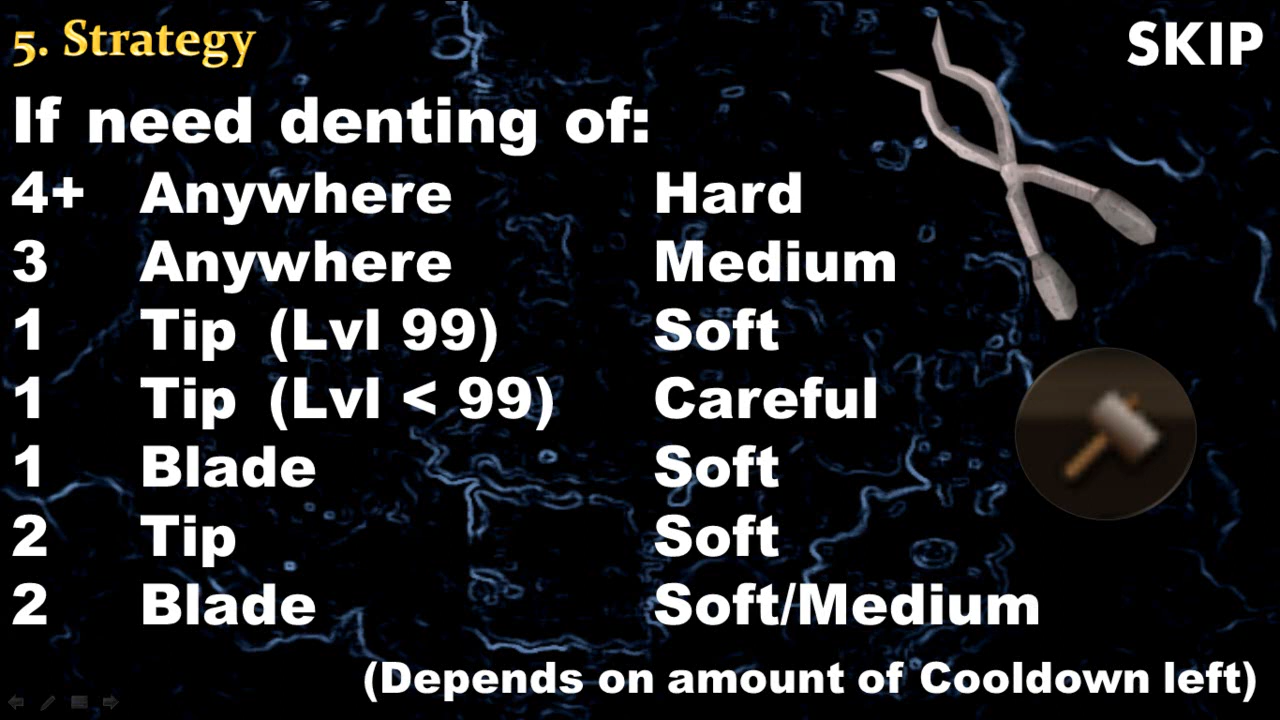 5. Strategy
SKIP
If need denting of:
4+ Anywhere Hard
3 Anywhere Medium
1 Tip (Lvl 99) Soft
1 Tip (Lvl < 99) Careful
1 Blade Soft
2 Tip Soft
2 Blade Soft/Medium
(Depends on amount of Cooldown left)